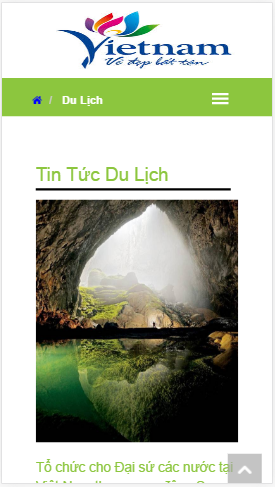 Vietnam
Vẻ đẹp bất tận
/ Du Lịch
Tin Tức Du Lịch
Tổ chức cho Đại sứ các nước tại